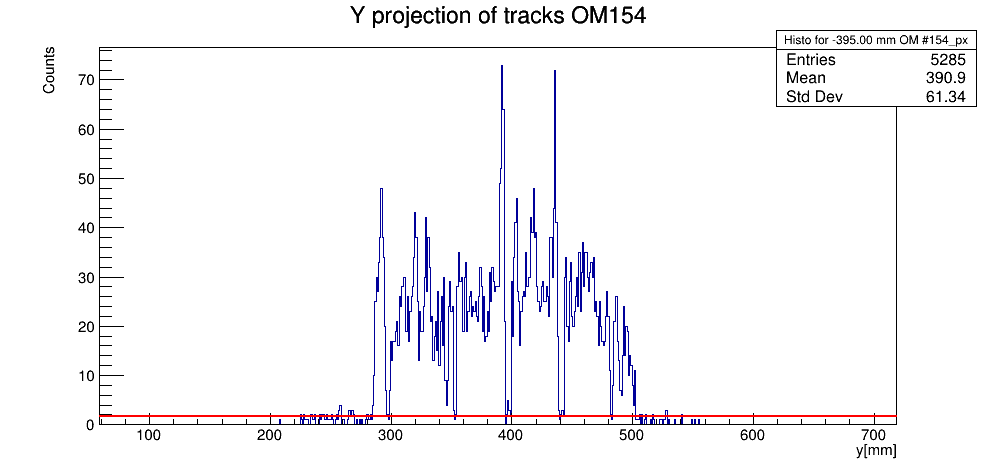 Y projection of tracks OM154
Histo for -395.00 mm OM #154_px
Entries 5285
Mean 390.9
Std Dev 61.34
Counts
70
60
50
40
30
20
10
0
100 200 300 400 500 600 700
y[mm]